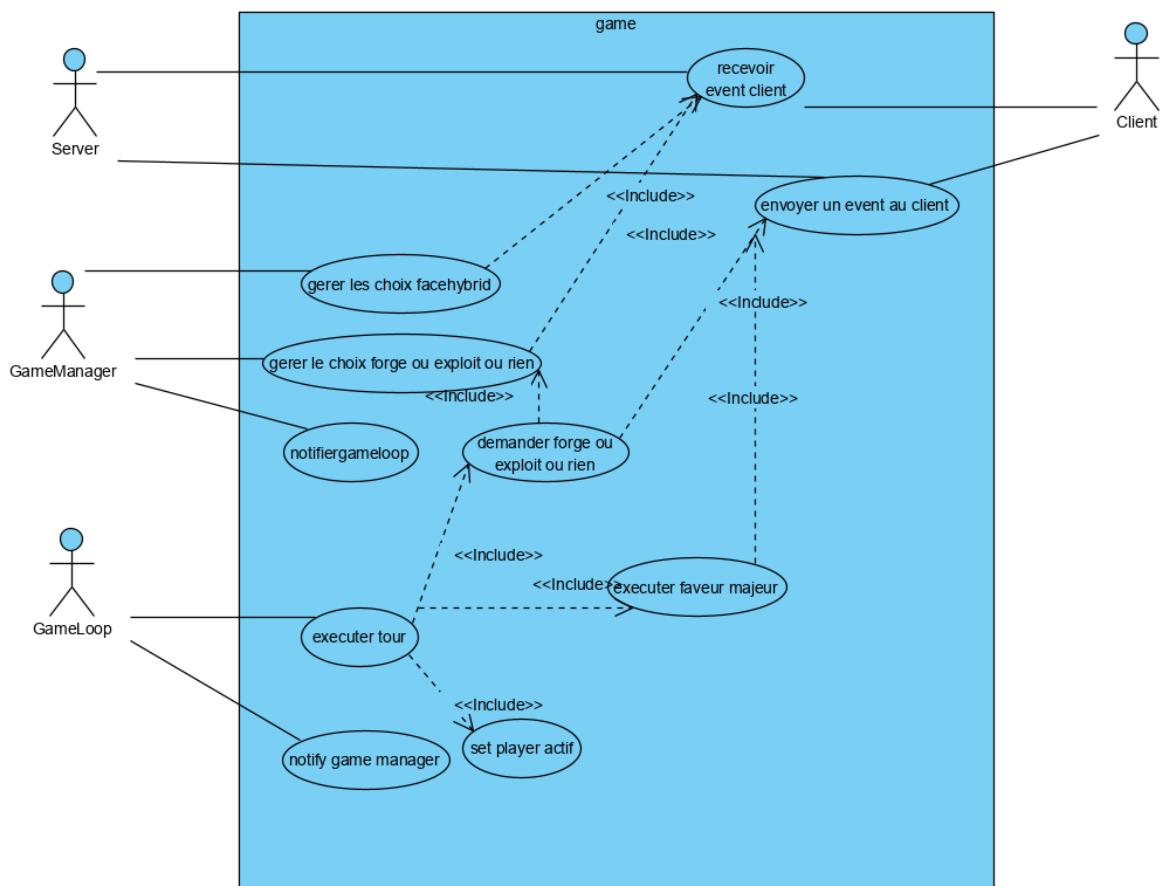 game
recevoir
event client
Server
Client
<<Include>>
envoyer un event au client
<<Include>>
gerer les choix facehybrid
<<Include>>
GameManager
gerer le choix forge ou exploit ou rien
<<Include>>
<<Include>>
demander forge ou
exploit ou rien
notifiergameloop
<<Include>>
<<Include>>
executer faveur majeur
GameLoop
executer tour
<<Include>>
set player actif
notify game manager